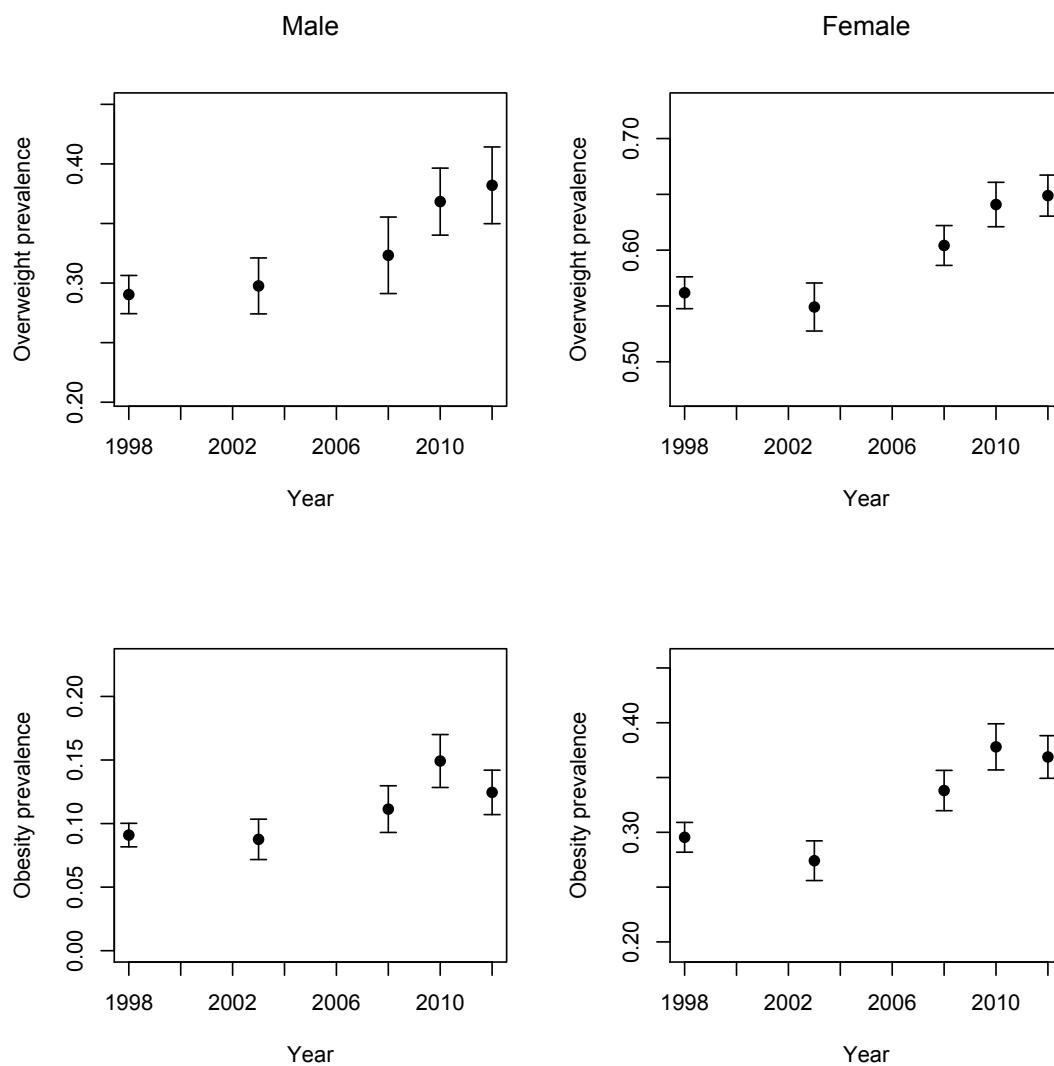 Male
Female
Overweight prevalence
0.20 0.30 0.40
1998 2002 2006 2010
Year
Overweight prevalence
0.50 0.60 0.70
1998 2002 2006 2010
Year
Obesity prevalence
0.00 0.05 0.10 0.15 0.20
1998 2002 2006 2010
Year
Obesity prevalence
0.20 0.30 0.40
1998 2002 2006 2010
Year